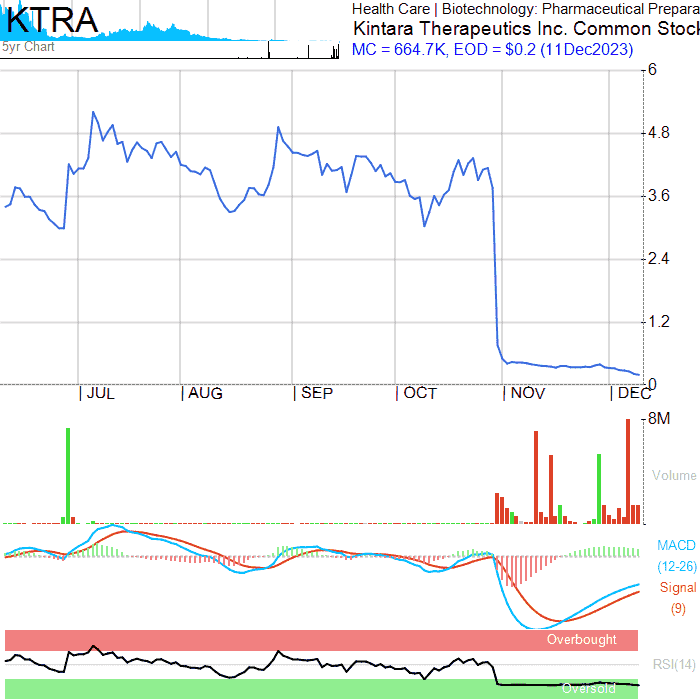 KTRA
5yr Chart
Health Care | Biotechnology: Pharmaceutical Prepara
Kintara Therapeutics Inc. Common Stock
MC = 664.7K, EOD = $0.2 (11Dec2023)
6
4.8
3.6
2.4
1.2
0
JUL AUG SEP OCT NOV DEC
8M
Volume
MACD
(12-26)
Signal
(9)
Overbought
RSI(14)
Oversold